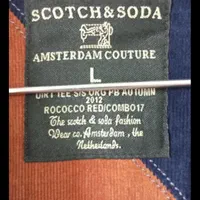 SCOTCH & SODA
AMSTERDAM COUTURE
L
DIRT TEE S/S ORG PB AUTUMN
2012
ROCOCCO RED/COMBO17
The scotch & soda fashion
Wear co. Amsterdam, the
Netherlands.